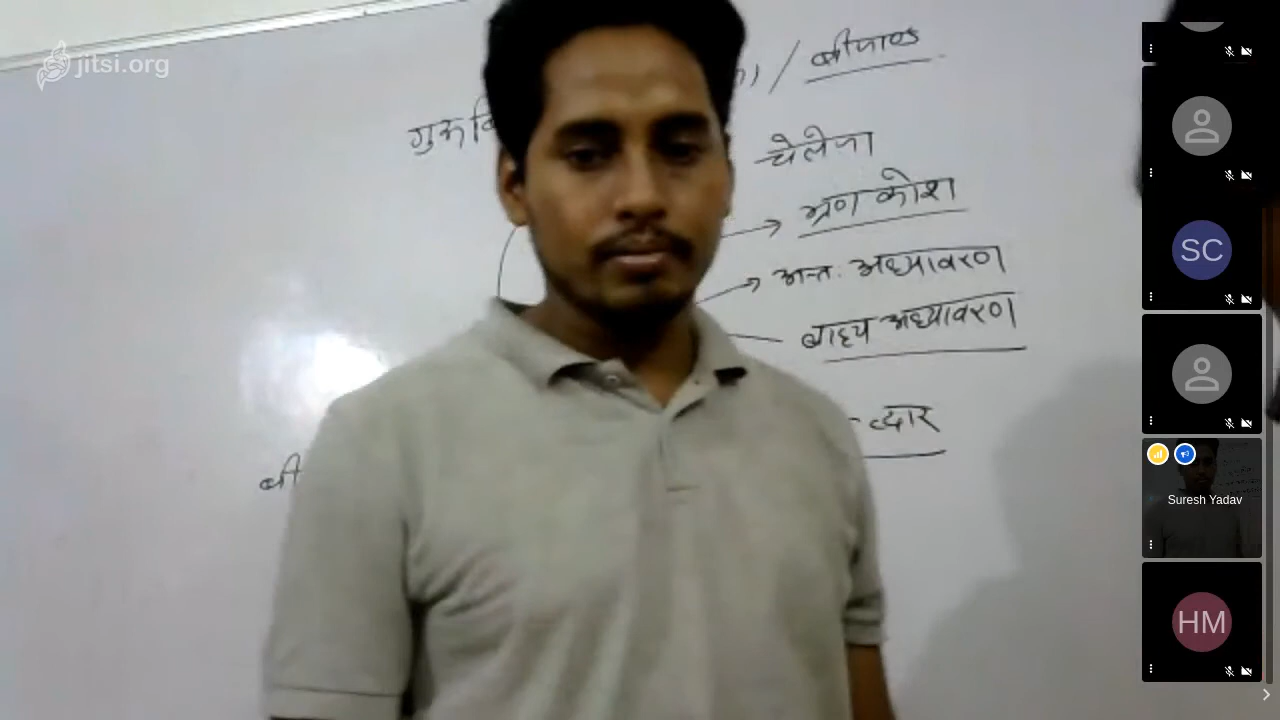 jitsi.org
/ बीजाण्ड
गुरू
चेलेजा
भ्रूण कोश
अन्त: अध्यावरण
बाह्य अध्यावरण
द्वार
बी
SC
Suresh Yadav
HM